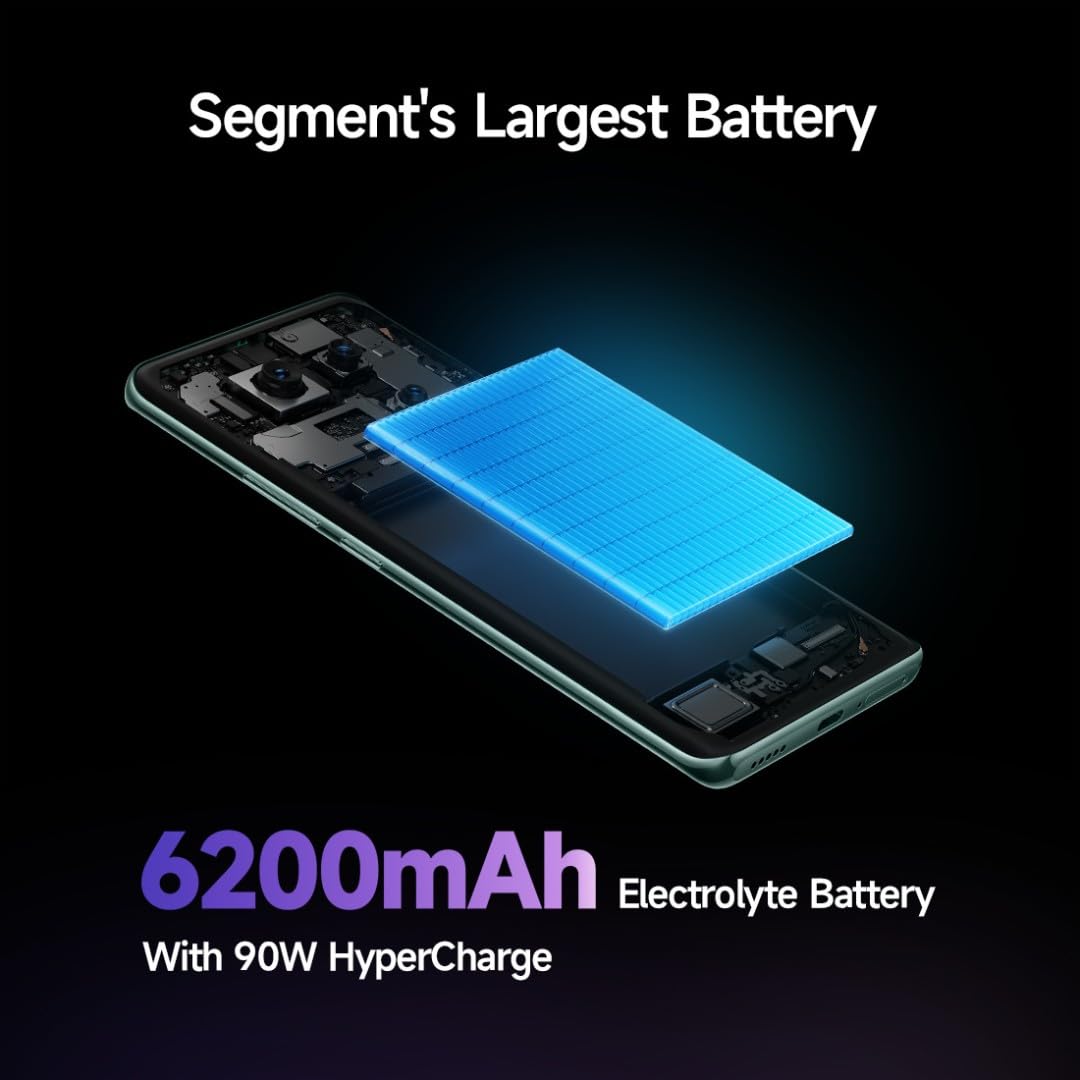 Segment's Largest Battery
6200mAh Electrolyte Battery
With 90W HyperCharge